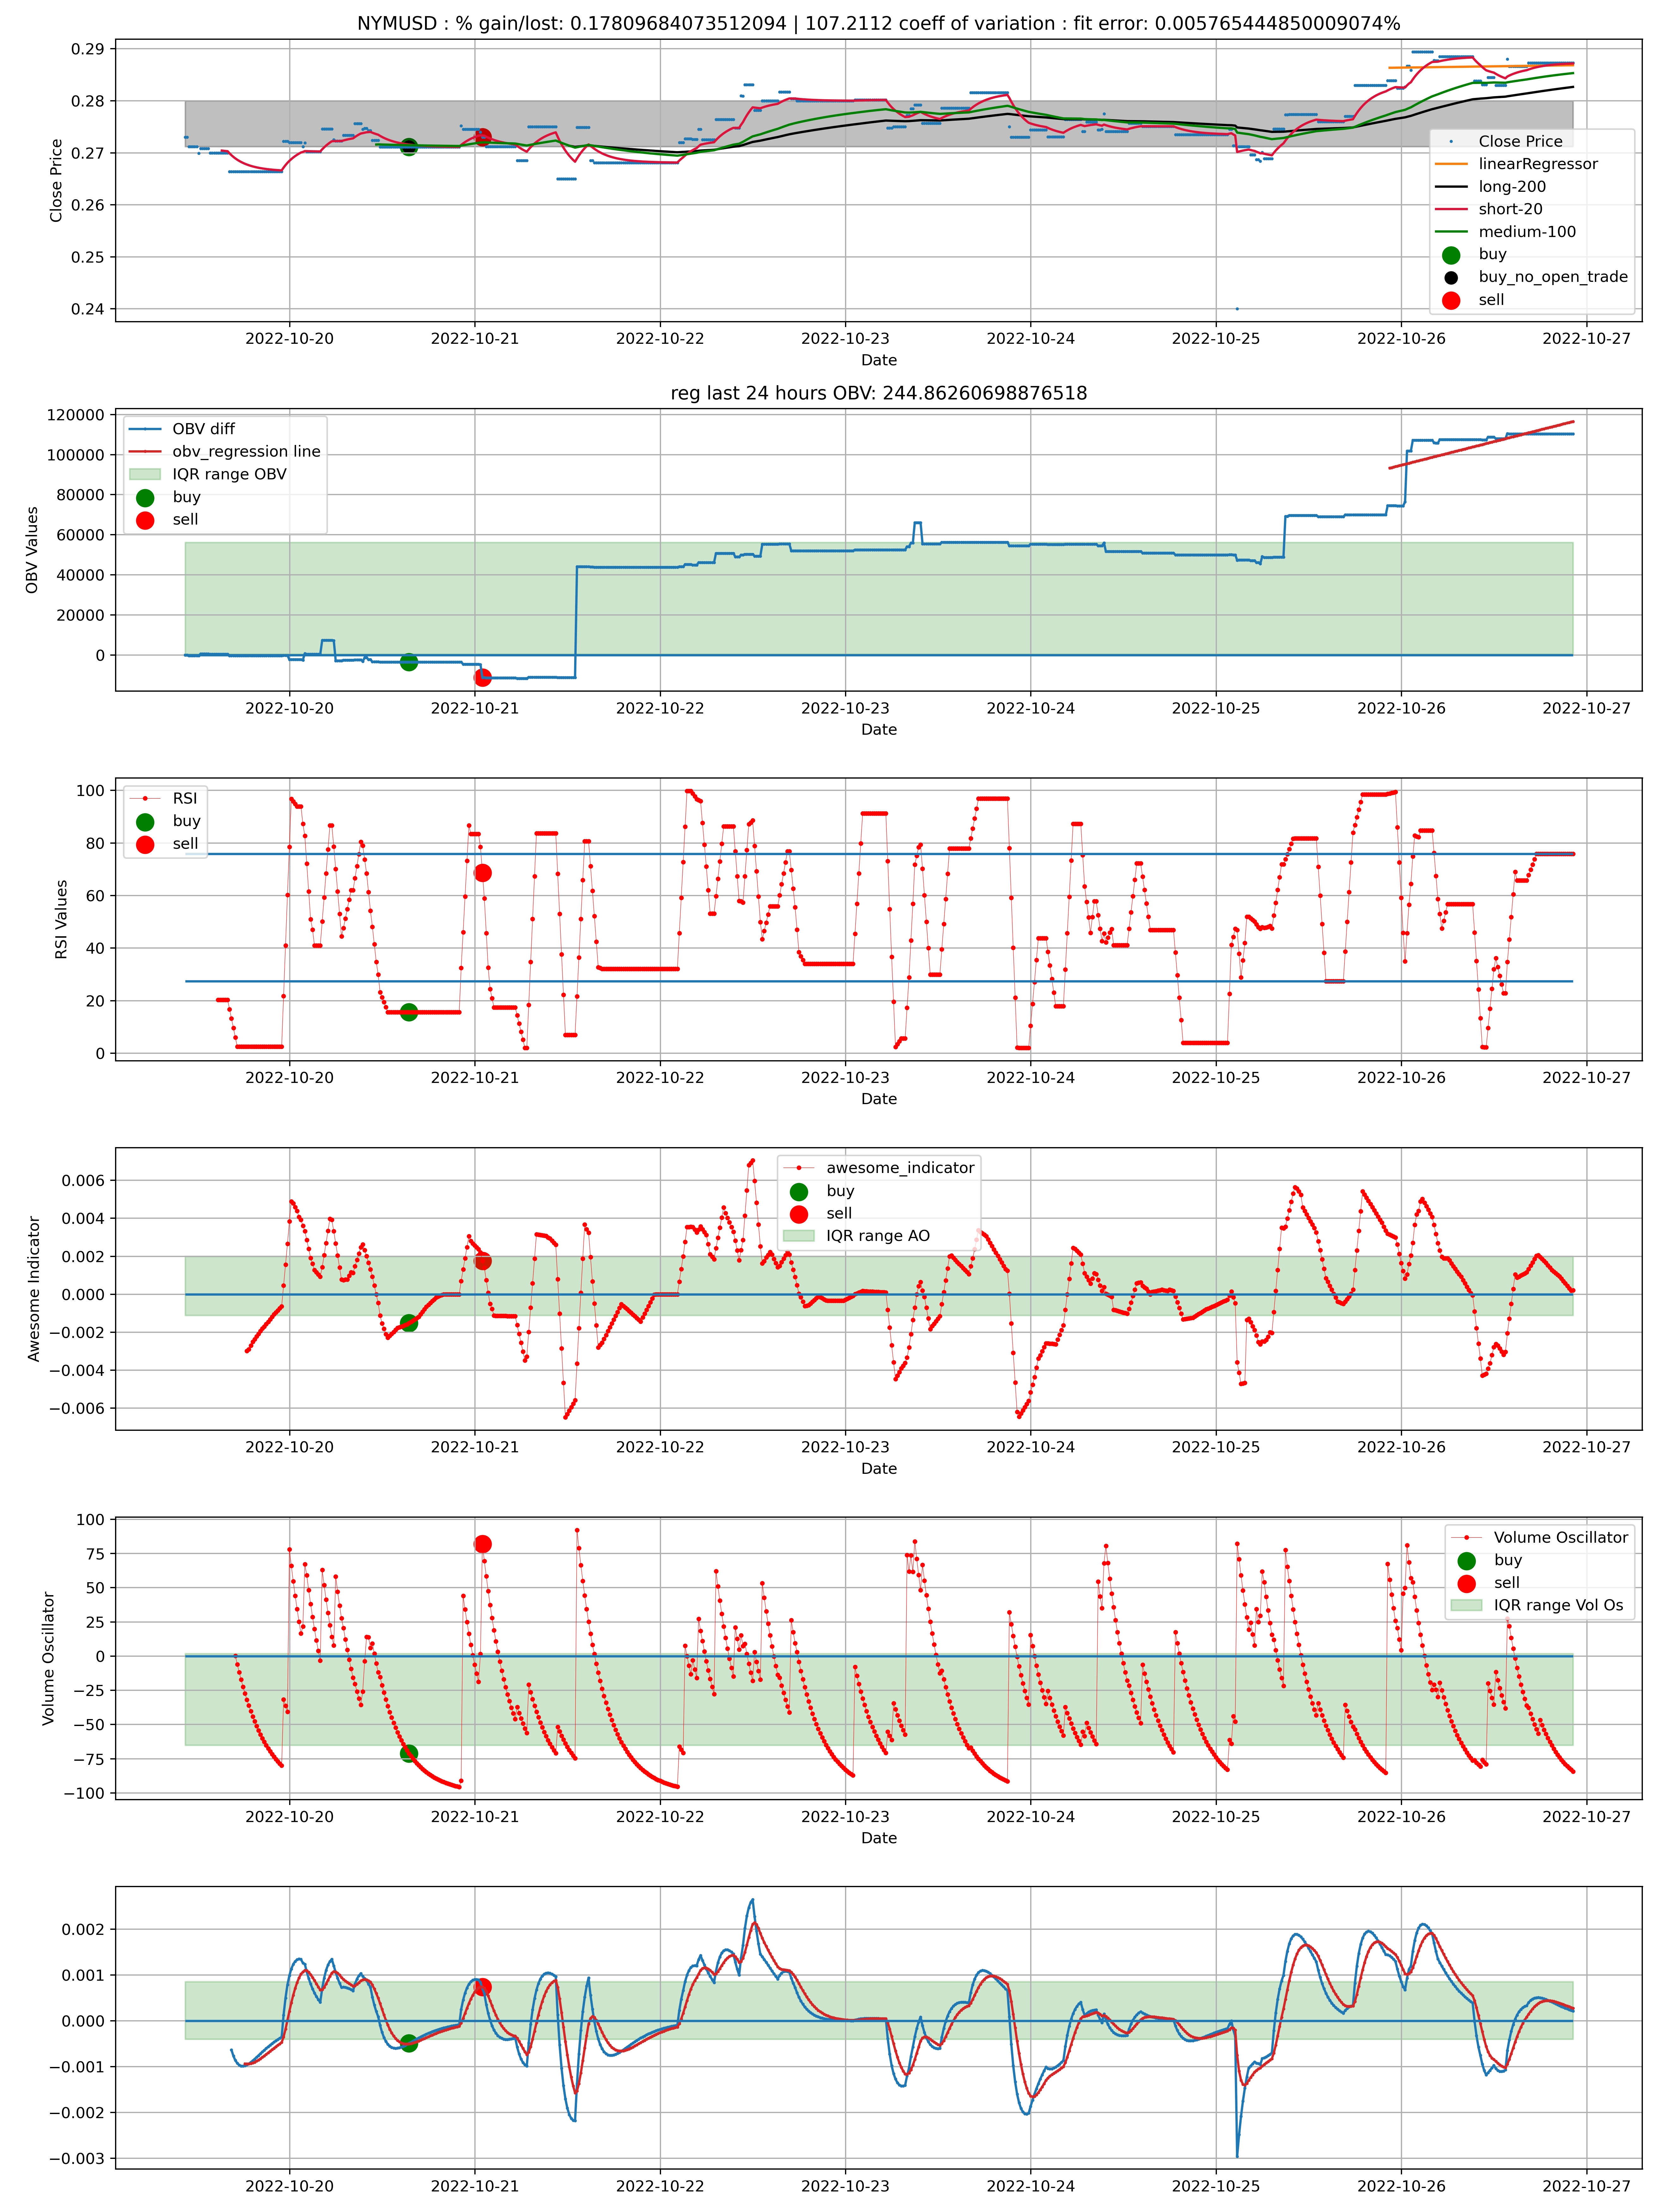 NYMUSD : % gain/lost: 0.17809684073512094 | 107.2112 coeff of variation : fit error: 0.005765444850009074%
0.29
0.28
0.27
0.26
0.25
0.24
Close Price
Close Price
linearRegressor
long-200
short-20
medium-100
buy
buy_no_open_trade
sell
2022-10-20 2022-10-21 2022-10-22 2022-10-23 2022-10-24 2022-10-25 2022-10-26 2022-10-27
Date
reg last 24 hours OBV: 244.86260698876518
120000
100000
80000
60000
40000
20000
0
OBV Values
OBV diff
obv_regression line
IQR range OBV
buy
sell
2022-10-20 2022-10-21 2022-10-22 2022-10-23 2022-10-24 2022-10-25 2022-10-26 2022-10-27
Date
100
80
60
40
20
0
RSI Values
RSI
buy
sell
2022-10-20 2022-10-21 2022-10-22 2022-10-23 2022-10-24 2022-10-25 2022-10-26 2022-10-27
Date
0.006
0.004
0.002
0.000
−0.002
−0.004
−0.006
Awesome Indicator
awesome_indicator
buy
sell
IQR range AO
2022-10-20 2022-10-21 2022-10-22 2022-10-23 2022-10-24 2022-10-25 2022-10-26 2022-10-27
Date
100
75
50
25
0
−25
−50
−75
−100
Volume Oscillator
Volume Oscillator
buy
sell
IQR range Vol Os
2022-10-20 2022-10-21 2022-10-22 2022-10-23 2022-10-24 2022-10-25 2022-10-26 2022-10-27
Date
0.002
0.001
0.000
−0.001
−0.002
−0.003
2022-10-20 2022-10-21 2022-10-22 2022-10-23 2022-10-24 2022-10-25 2022-10-26 2022-10-27